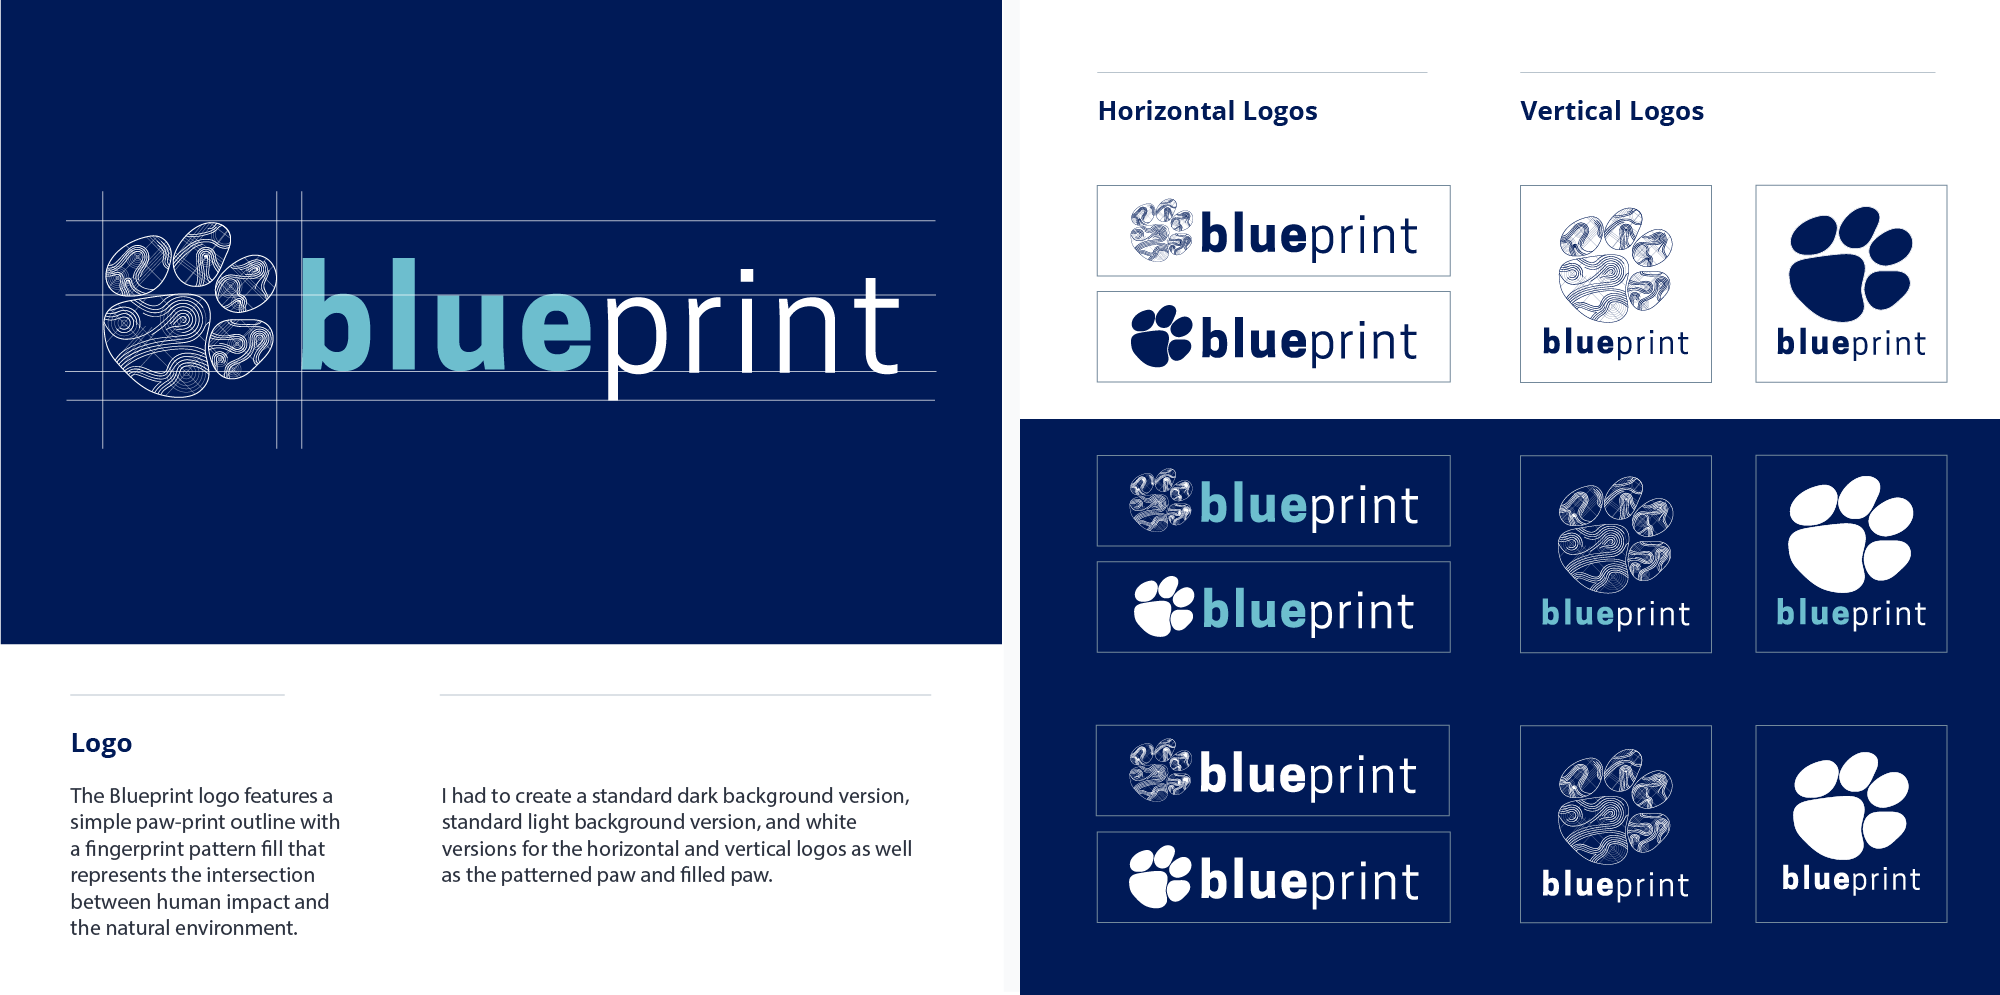 blueprint
Logo
The Blueprint logo features a
simple paw-print outline with
a fingerprint pattern fill that
represents the intersection
between human impact and
the natural environment.
I had to create a standard dark background version,
standard light background version, and white
versions for the horizontal and vertical logos as well
as the patterned paw and filled paw.
Horizontal Logos
Vertical Logos
blueprint
blueprint
blueprint
blueprint
blueprint
blueprint
blueprint
blueprint
blueprint
blueprint
blueprint
blueprint